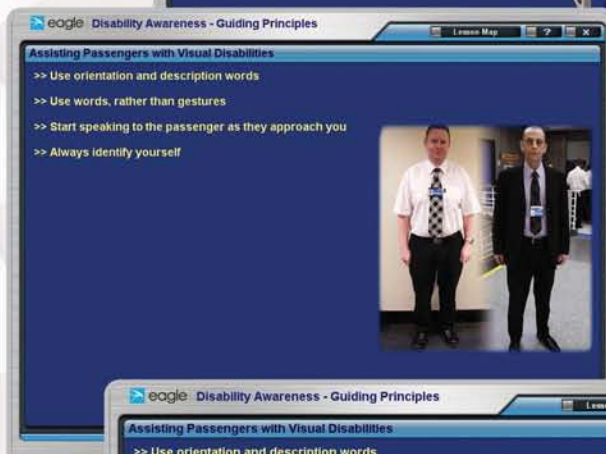 eagle Disability Awareness - Guiding Principles
Lesson Map ? x
Assisting Passengers with Visual Disabilities
>> Use orientation and description words
>> Use words, rather than gestures
>> Start speaking to the passenger as they approach you
>> Always identify yourself
eagle Disability Awareness - Guiding Principles
Assisting Passengers with Visual Disabilities
>> Use orientation and description words